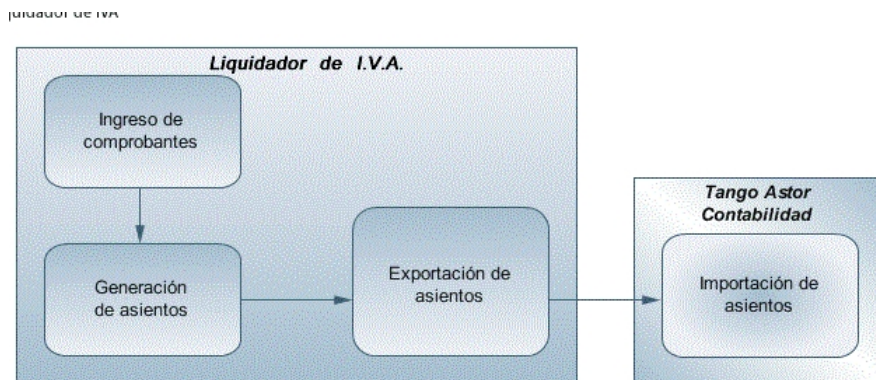 Liquidador de I.V.A.
Ingreso de
comprobantes
Generación
de asientos
Exportación de
asientos
Tango Astor
Contabilidad
Importación de
asientos